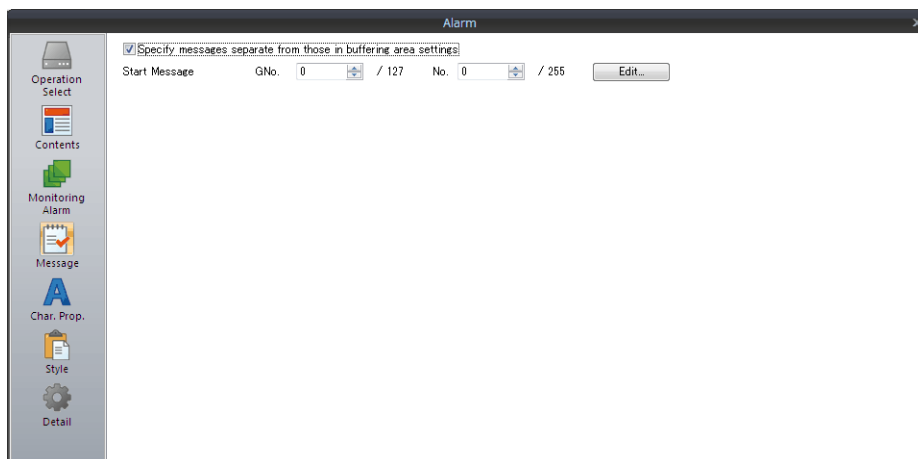 Alarm
Operation
Select
Contents
Monitoring
Alarm
Message
Char. Prop.
Style
Detail
Specify messages separate from those in buffering area settings
Start Message GNo. 0 / 127 No. 0 / 255 Edit...